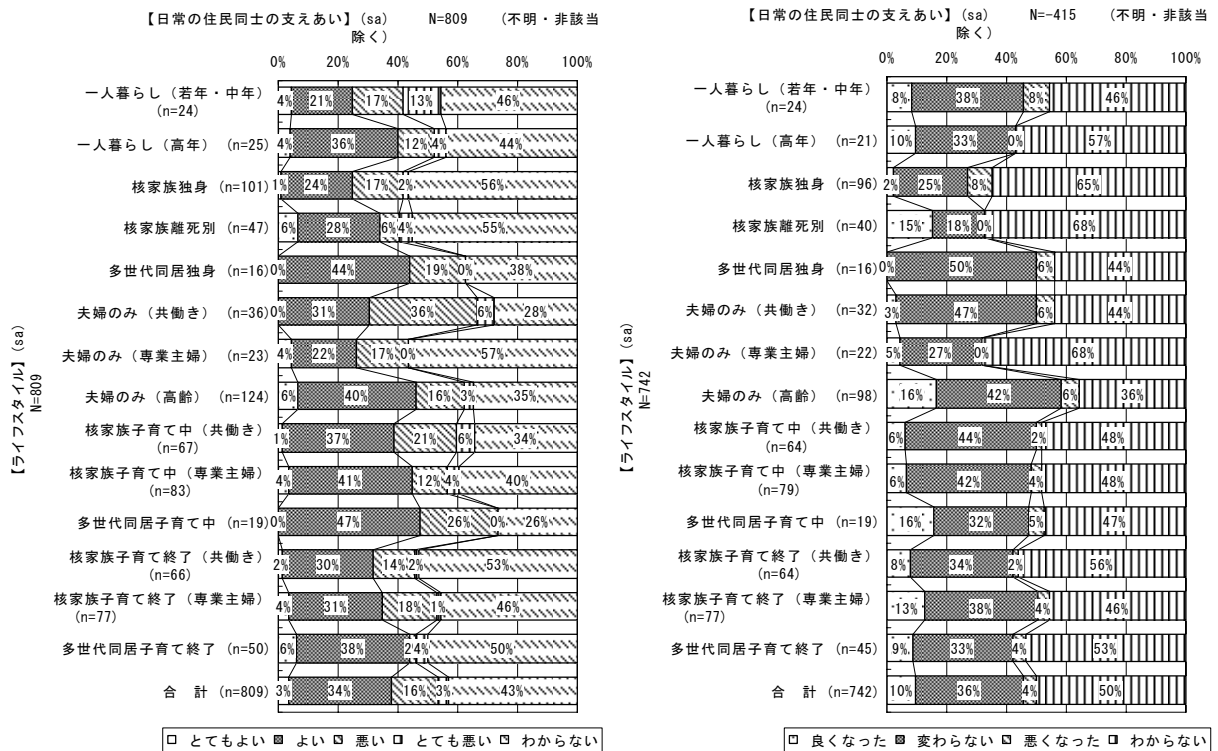 【日常の住民同士の支えあい】(sa) N=809 (不明・非該当
除く)
0% 20% 40% 60% 80% 100%
一人暮らし(若年・中年)
(n=24)
4% 21% 17% 13% 46%
一人暮らし(高年) (n=25) 4% 36% 12% 4% 44%
核家族独身 (n=101) 1% 24% 17% 2% 56%
核家族離死別 (n=47) 6% 28% 6% 4% 55%
多世代同居独身 (n=16) 0% 44% 19% 0% 38%
夫婦のみ(共働き) (n=36) 0% 31% 36% 6% 28%
夫婦のみ(専業主婦) (n=23) 4% 22% 17% 0% 57%
夫婦のみ(高齢) (n=124) 6% 40% 16% 3% 35%
核家族子育て中(共働き)
(n=67)
1% 37% 21% 6% 34%
核家族子育て中(専業主婦)
(n=83)
4% 41% 12% 4% 40%
多世代同居子育て中 (n=19) 0% 47% 26% 0% 26%
核家族子育て終了(共働き)
(n=66)
2% 30% 14% 2% 53%
核家族子育て終了(専業主婦)
(n=77)
4% 31% 18% 1% 46%
多世代同居子育て終了 (n=50) 6% 38% 2% 4% 50%
合 計 (n=809) 3% 34% 16% 3% 43%
【ライフスタイル】(sa)
N=809
とてもよい よい 悪い とても悪い わからない
【日常の住民同士の支えあい】(sa) N=-415 (不明・非該当
除く)
0% 20% 40% 60% 80% 100%
一人暮らし(若年・中年)
(n=24)
8% 38% 8% 46%
一人暮らし(高年) (n=21) 10% 33% 0% 57%
核家族独身 (n=96) 2% 25% 8% 65%
核家族離死別 (n=40) 15% 18% 0% 68%
多世代同居独身 (n=16) 0% 50% 6% 44%
夫婦のみ(共働き) (n=32) 3% 47% 6% 44%
夫婦のみ(専業主婦) (n=22) 5% 27% 0% 68%
夫婦のみ(高齢) (n=98) 16% 42% 6% 36%
核家族子育て中(共働き)
(n=64)
6% 44% 2% 48%
核家族子育て中(専業主婦)
(n=79)
6% 42% 4% 48%
多世代同居子育て中 (n=19) 16% 32% 5% 47%
核家族子育て終了(共働き)
(n=64)
8% 34% 2% 56%
核家族子育て終了(専業主婦)
(n=77)
13% 38% 4% 46%
多世代同居子育て終了 (n=45) 9% 33% 4% 53%
合 計 (n=742) 10% 36% 4% 50%
【ライフスタイル】(sa)
N=742
良くなった 変わらない 悪くなった わからない